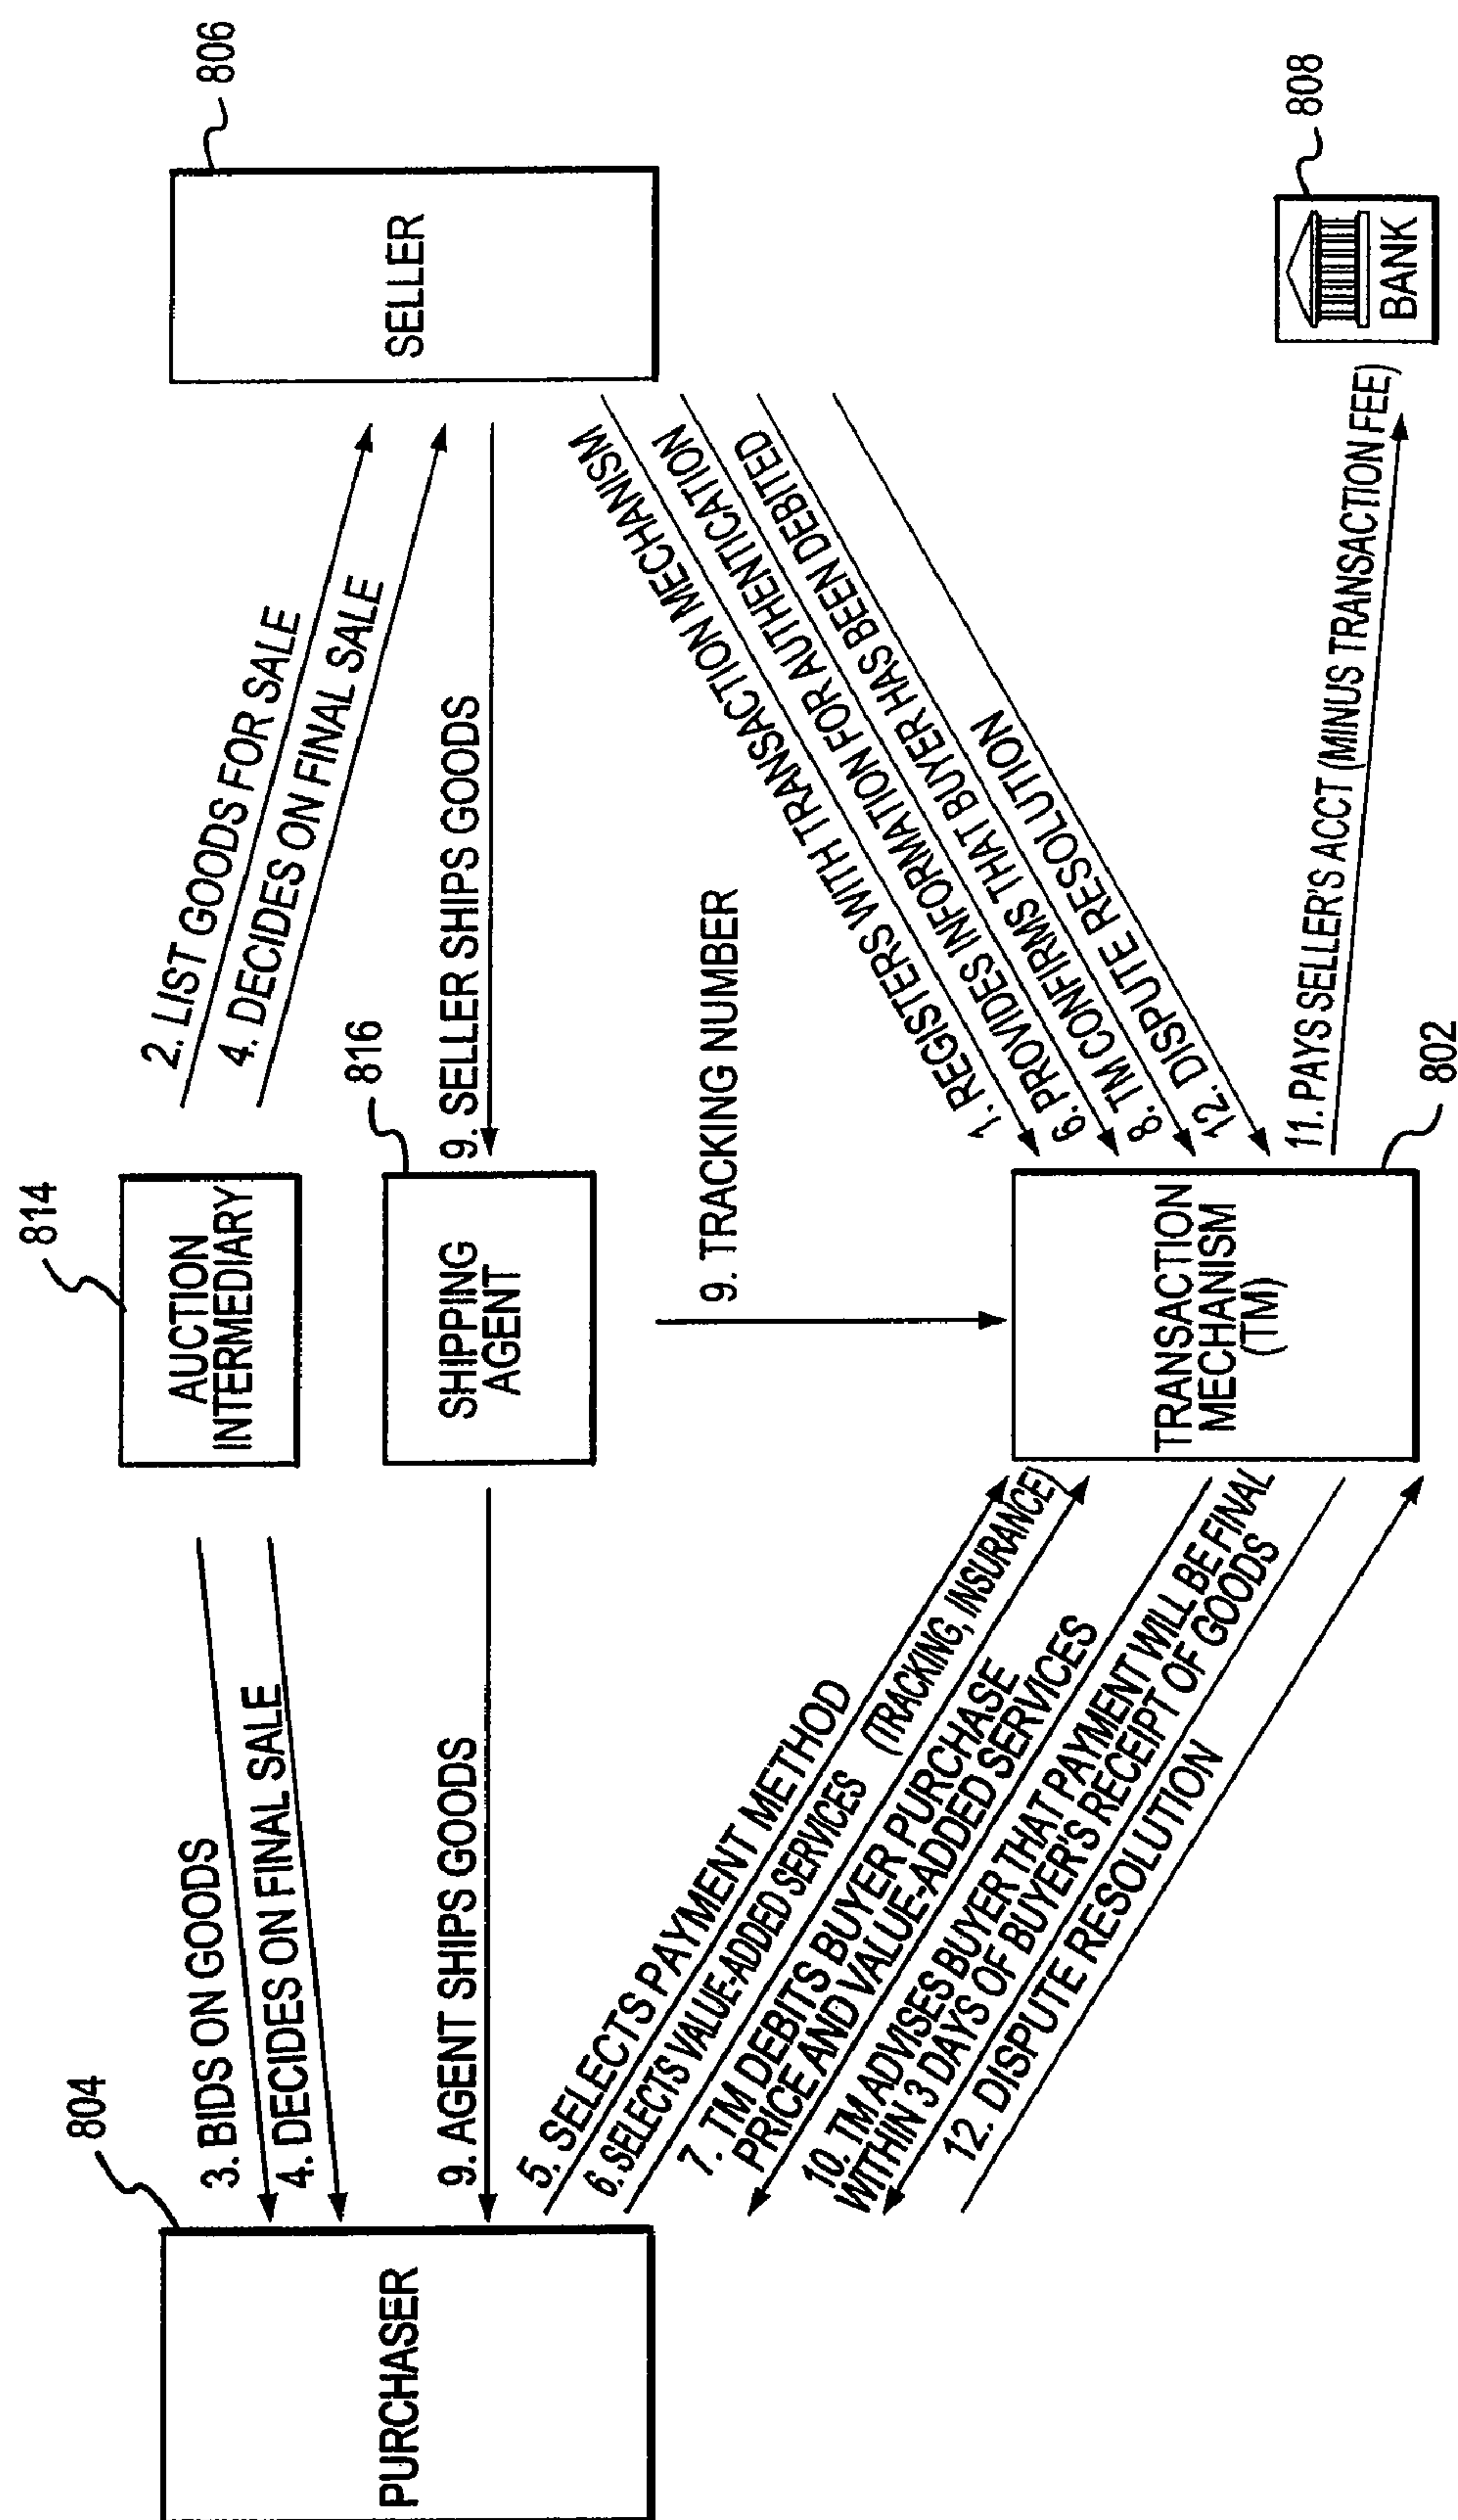 814
AUCTION
INTERMEDIARY
804
806
3. BIDS ON GOODS
4. DECIDES ON FINAL SALE
2. LIST GOODS FOR SALE
4. DECIDES ON FINAL SALE
816
PURCHASER
9. AGENT SHIPS GOODS
SHIPPING
AGENT
9. SELLER SHIPS GOODS
SELLER
9. TRACKING NUMBER
5. SELECTS PAYMENT METHOD
6. SELECTS VALUE-ADDED SERVICES (TRACKING, INSURANCE)
7. TM DEBITS BUYER PURCHASE
PRICE AND VALUE-ADDED SERVICES
10. TM ADVISES BUYER THAT PAYMENT WILL BE FINAL
WITHIN 3 DAYS OF BUYER'S RECEIPT OF GOODS
12. DISPUTE RESOLUTION
1. REGISTERS WITH TRANSACTION MECHANISM
6. PROVIDES INFORMATION FOR AUTHENTICATION
8. TM CONFIRMS THAT BUYER HAS BEEN DEBITED
12. DISPUTE RESOLUTION
TRANSACTION
MECHANISM
(TM)
11. PAYS SELLER'S ACCT (MINUS TRANSACTION FEE)
808
BANK
802